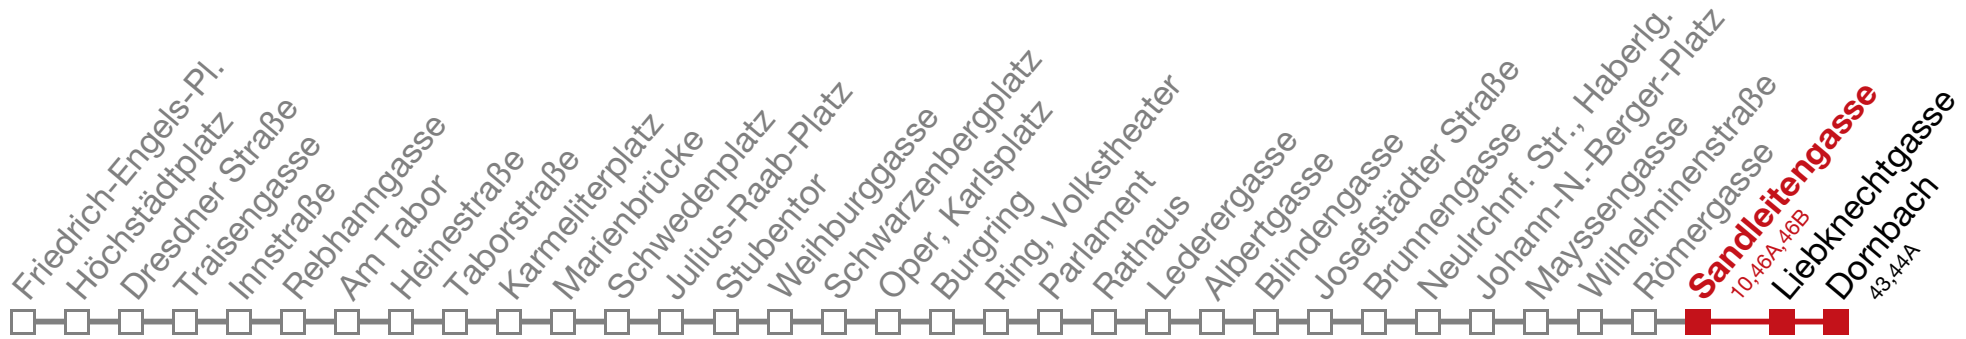 Friedrich-Engels-Pl.
Höchstädtplatz
Dresdner Straße
Traisengasse
Innstraße
Rebhanngasse
Am Tabor
Heinestraße
Taborstraße
Karmeliterplatz
Marienbrücke
Schwedenplatz
Julius-Raab-Platz
Stubentor
Weihburggasse
Schwarzenbergplatz
Oper, Karlsplatz
Burgring
Ring, Volkstheater
Parlament
Rathaus
Lederergasse
Albertgasse
Blindengasse
Josefstädter Straße
Brunnengasse
Neulrchnf. Str., Haberlg.
Johann-N.-Berger-Platz
Mayssengasse
Wilhelminenstraße
Römergasse
Sandleitengasse
10,46A,46B
Liebknechtgasse
Dornbach
43,44A